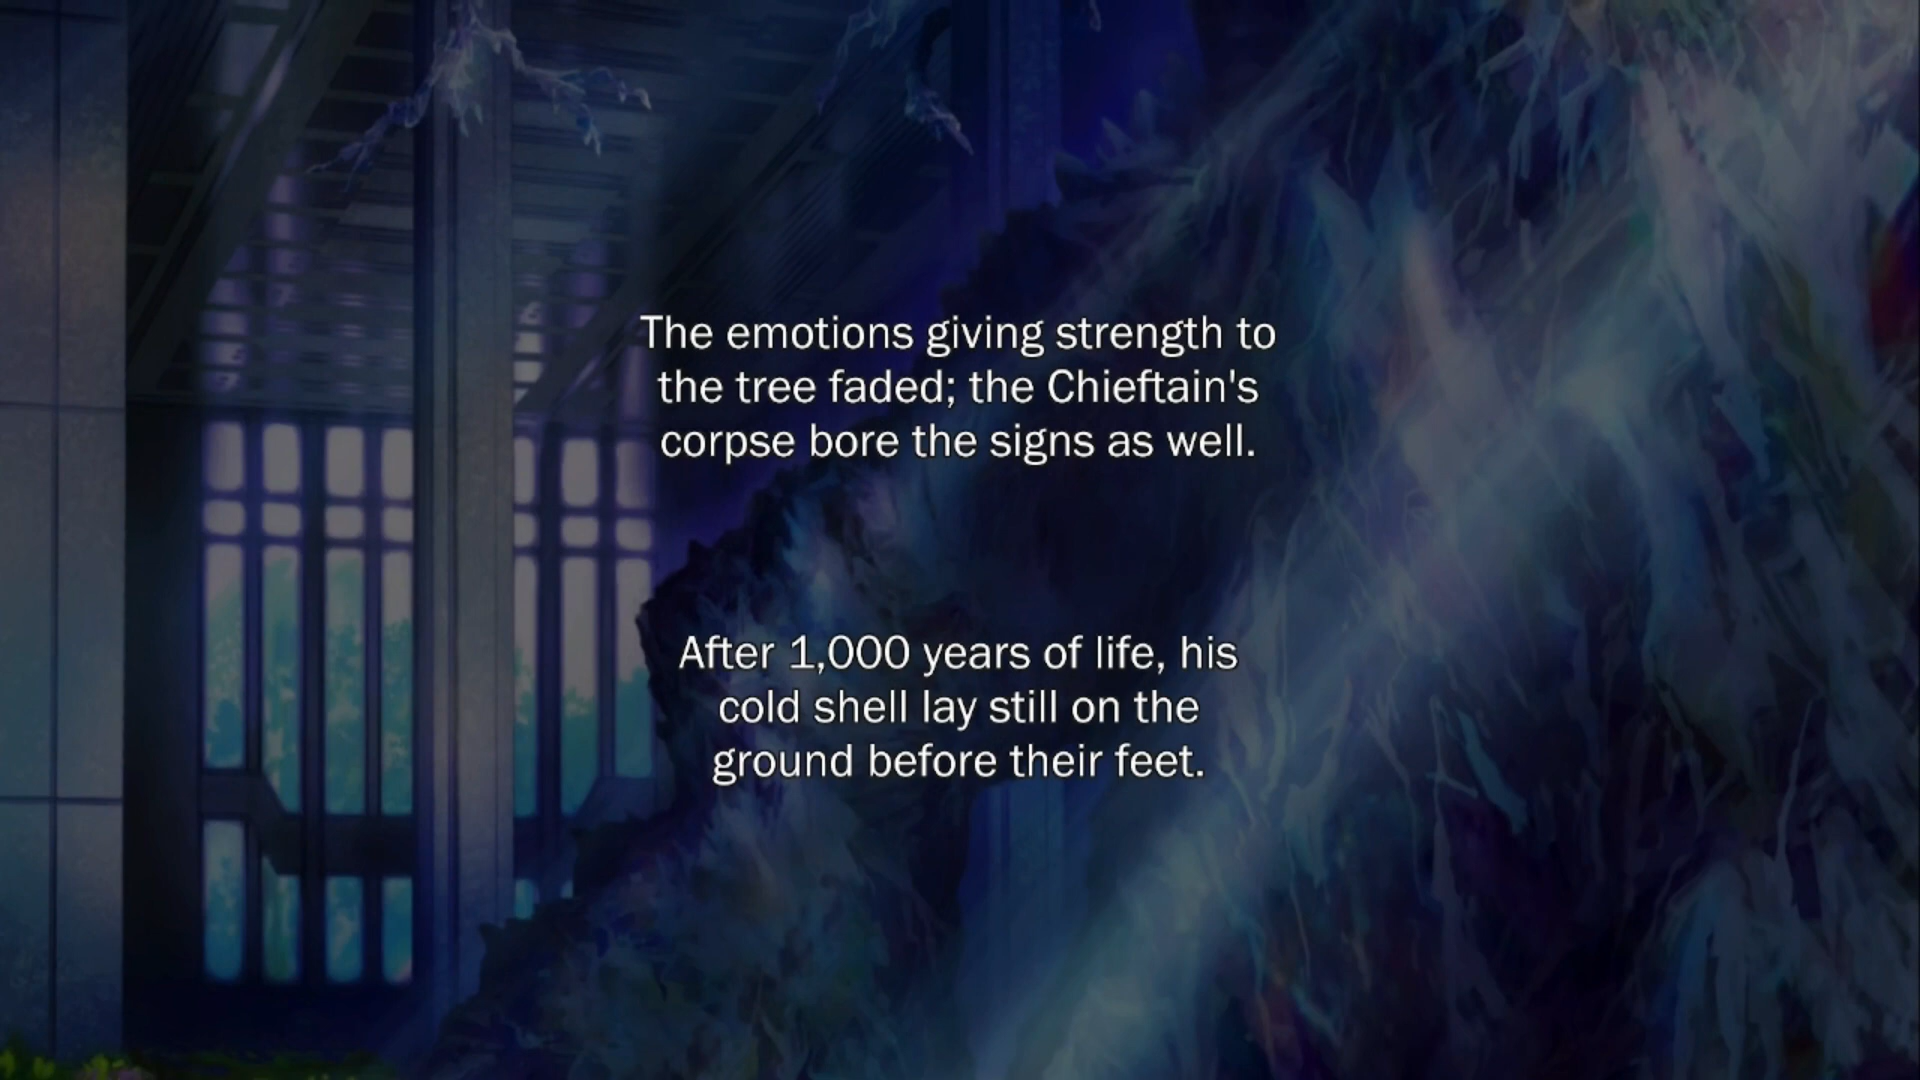 The emotions giving strength to
the tree faded; the Chieftain's
corpse bore the signs as well.
After 1,000 years of life, his
cold shell lay still on the
ground before their feet.